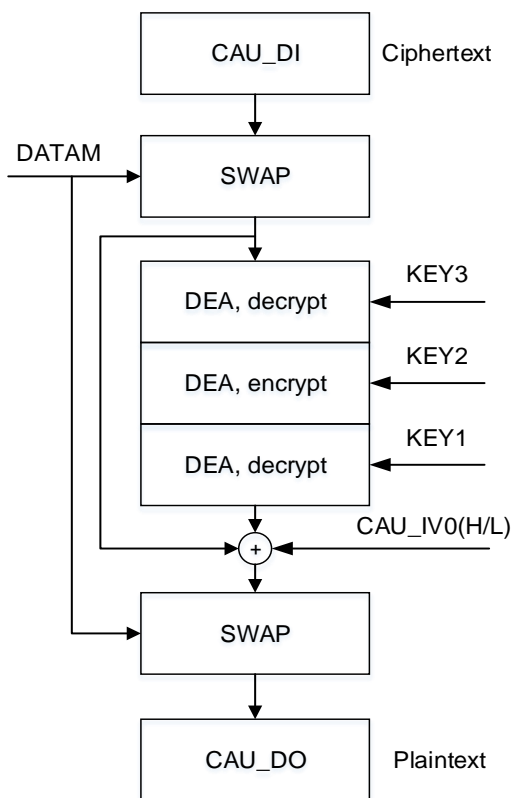 CAU_DI
Ciphertext
DATAM
SWAP
KEY3
DEA, decrypt
KEY2
DEA, encrypt
KEY1
DEA, decrypt
CAU_IV0(H/L)
+
SWAP
CAU_DO
Plaintext